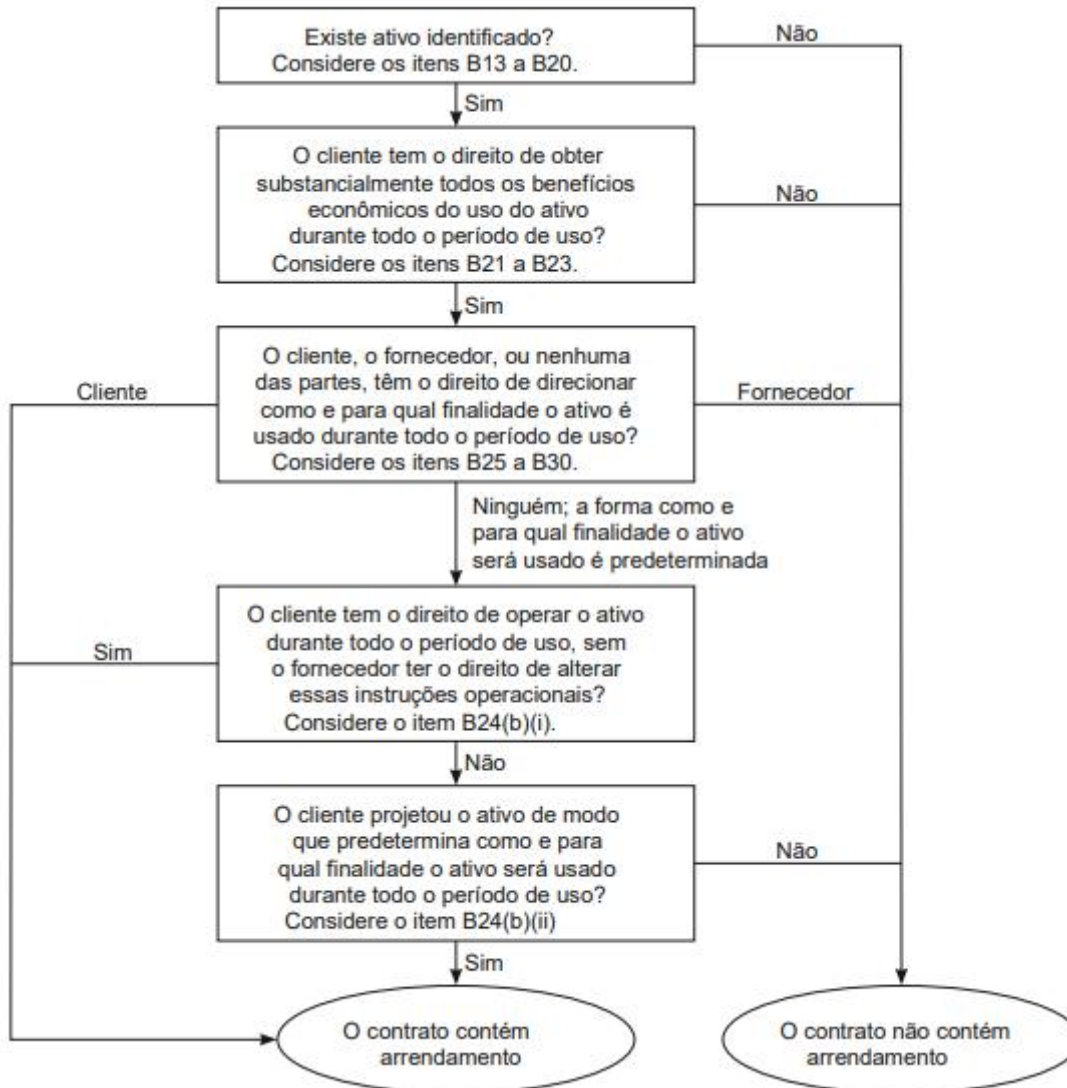 Existe ativo identificado?
Considere os itens B13 a B20.
Não
Sim
O cliente tem o direito de obter
substancialmente todos os benefícios
econômicos do uso do ativo
durante todo o período de uso?
Considere os itens B21 a B23.
Não
Sim
O cliente, o fornecedor, ou nenhuma
das partes, têm o direito de direcionar
como e para qual finalidade o ativo é
usado durante todo o período de uso?
Considere os itens B25 a B30.
Cliente
Fornecedor
Ninguém; a forma como e
para qual finalidade o ativo
será usado é predeterminada
O cliente tem o direito de operar o ativo
durante todo o período de uso, sem
o fornecedor ter o direito de alterar
essas instruções operacionais?
Considere o item B24(b)(i).
Sim
Não
O cliente projetou o ativo de modo
que predetermina como e para
qual finalidade o ativo será usado
durante todo o período de uso?
Considere o item B24(b)(ii)
Não
Sim
O contrato contém
arrendamento
O contrato não contém
arrendamento